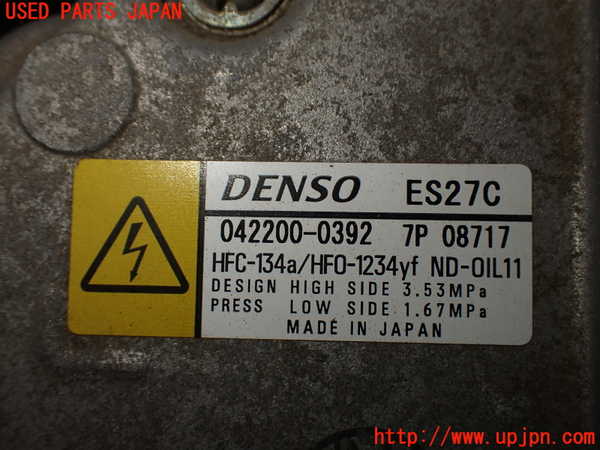 USED PARTS JAPAN
DENSO ES27C
042200-0392 7P 08717
HFC-134a/HFO-1234yf ND-OIL11
DESIGN HIGH SIDE 3.53MPa
PRESS LOW SIDE 1.67MPa
MADE IN JAPAN
http://www.upjpn.com/